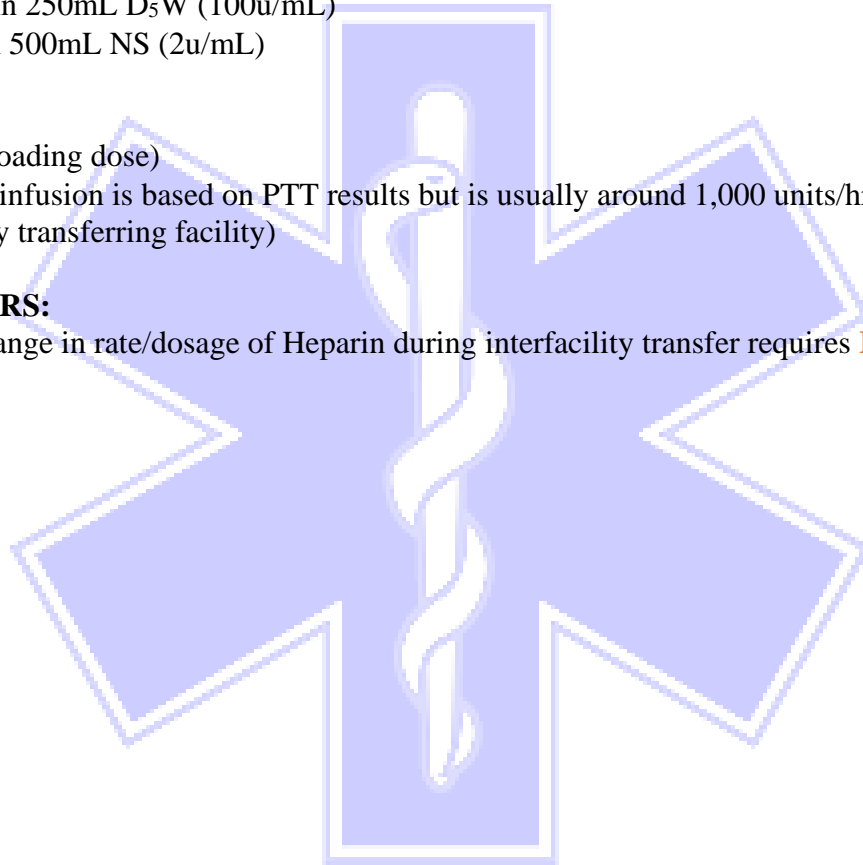 in 250mL D₅W (100u/mL)
500mL NS (2u/mL)
oading dose)
infusion is based on PTT results but is usually around 1,000 units/h
y transferring facility)
RS:
ange in rate/dosage of Heparin during interfacility transfer requires